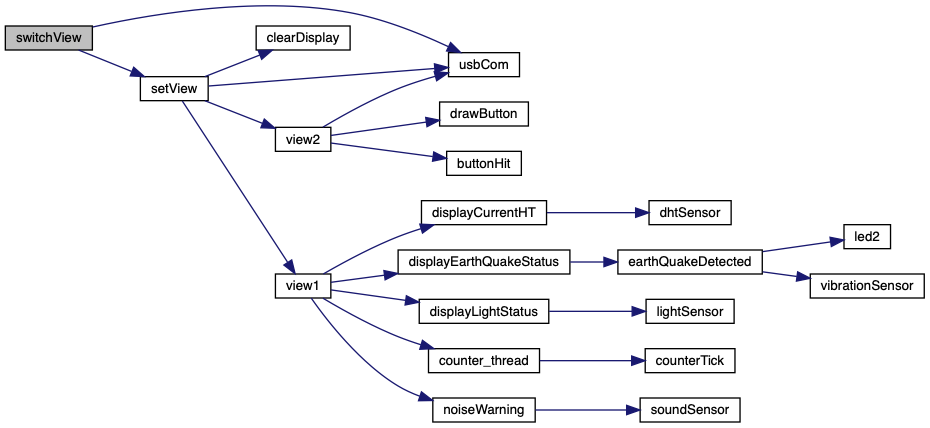 switchView
clearDisplay
usbCom
setView
drawButton
view2
buttonHit
displayCurrentHT
dhtSensor
led2
displayEarthQuakeStatus
earthQuakeDetected
view1
vibrationSensor
displayLightStatus
lightSensor
counter_thread
counterTick
noiseWarning
soundSensor